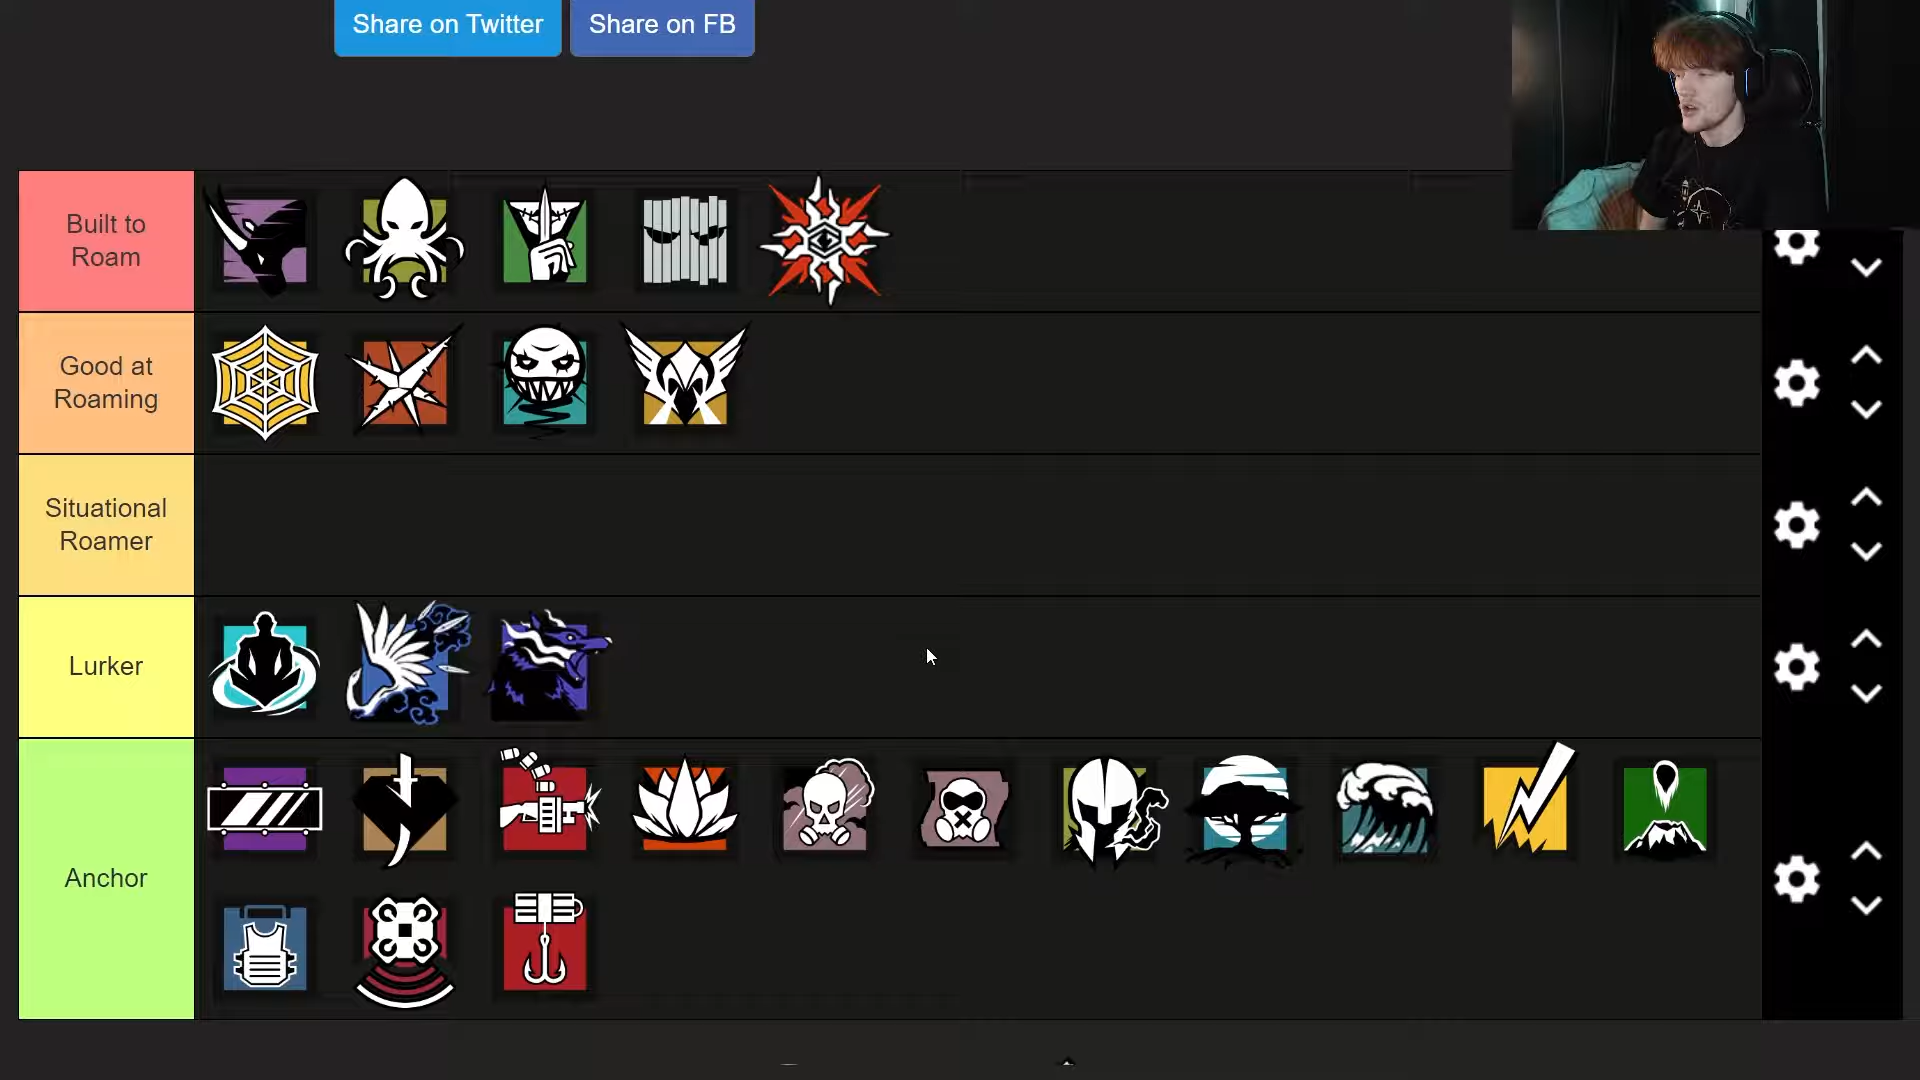 Share on Twitter
Share on FB
Built to
Roam
Good at
Roaming
Situational
Roamer
Lurker
Anchor